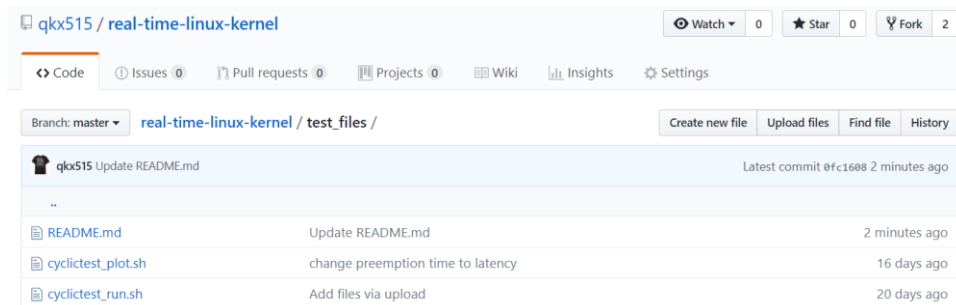 qkx515 / real-time-linux-kernel Watch 0 Star 0 Fork 2
Code Issues 0 Pull requests 0 Projects 0 Wiki Insights Settings
Branch: master real-time-linux-kernel / test_files / Create new file Upload files Find file History
qkx515 Update README.md Latest commit 0fc1608 2 minutes ago
..
README.md Update README.md 2 minutes ago
cyclictest_plot.sh change preemption time to latency 16 days ago
cyclictest_run.sh Add files via upload 20 days ago